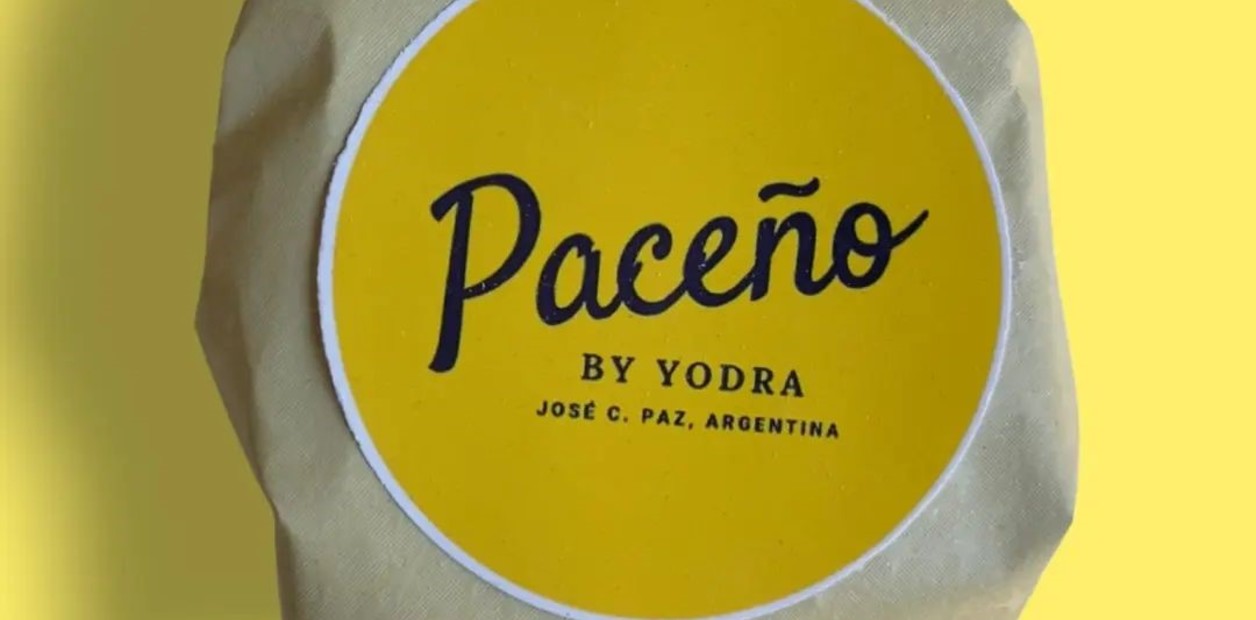 Paceño
BY YODRA
JOSÉ C. PAZ, ARGENTINA